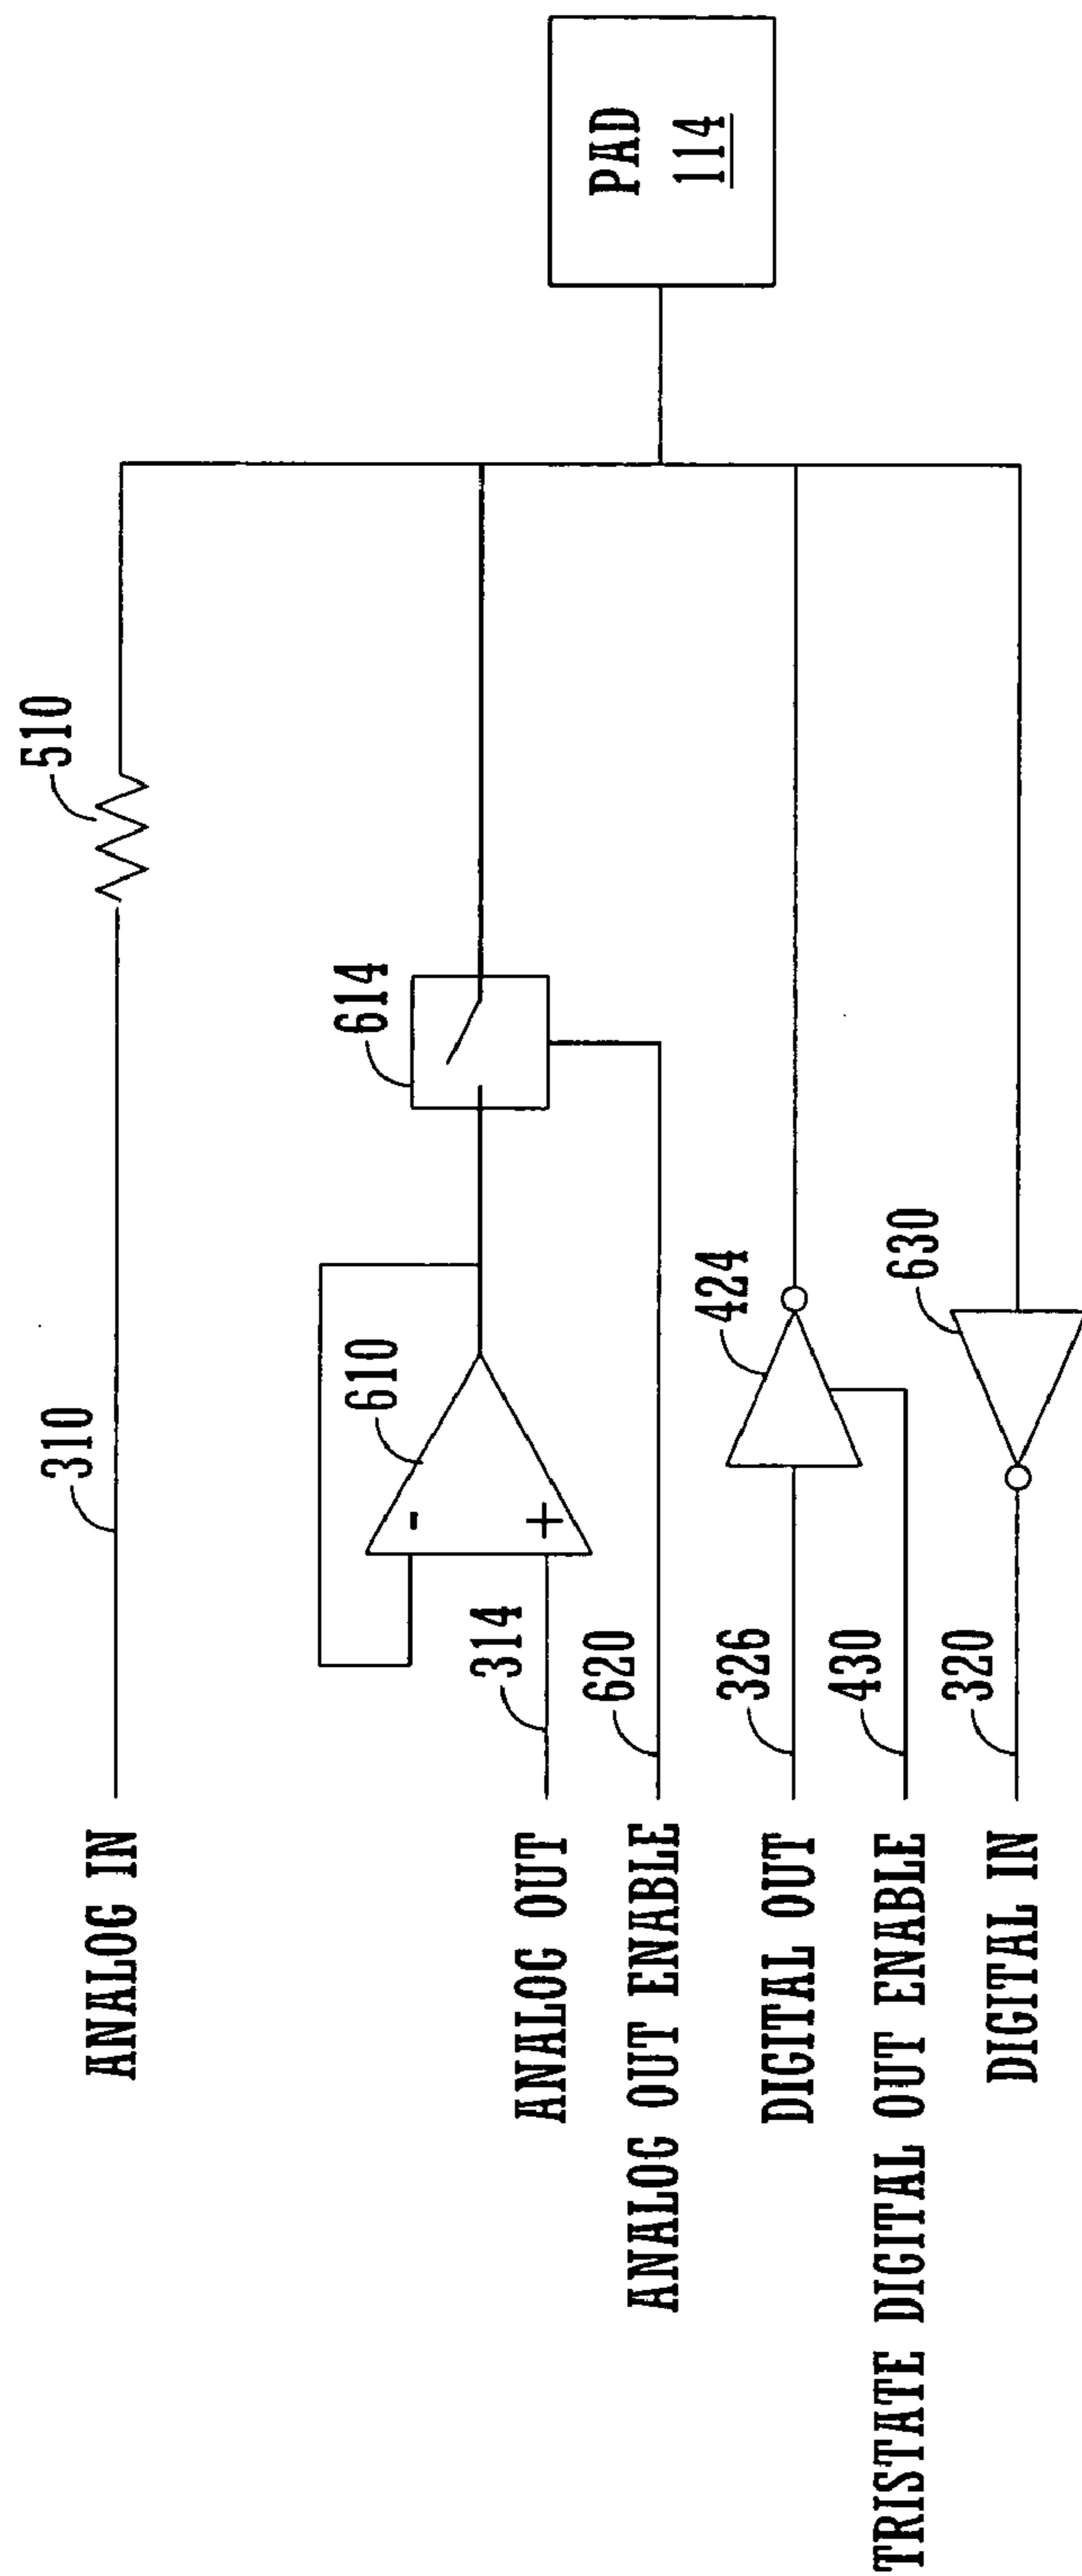 ANALOG IN
310
510
ANALOG OUT
314
-
+
610
614
ANALOG OUT ENABLE
620
DIGITAL OUT
326
424
TRISTATE DIGITAL OUT ENABLE
430
DIGITAL IN
320
630
PAD
114